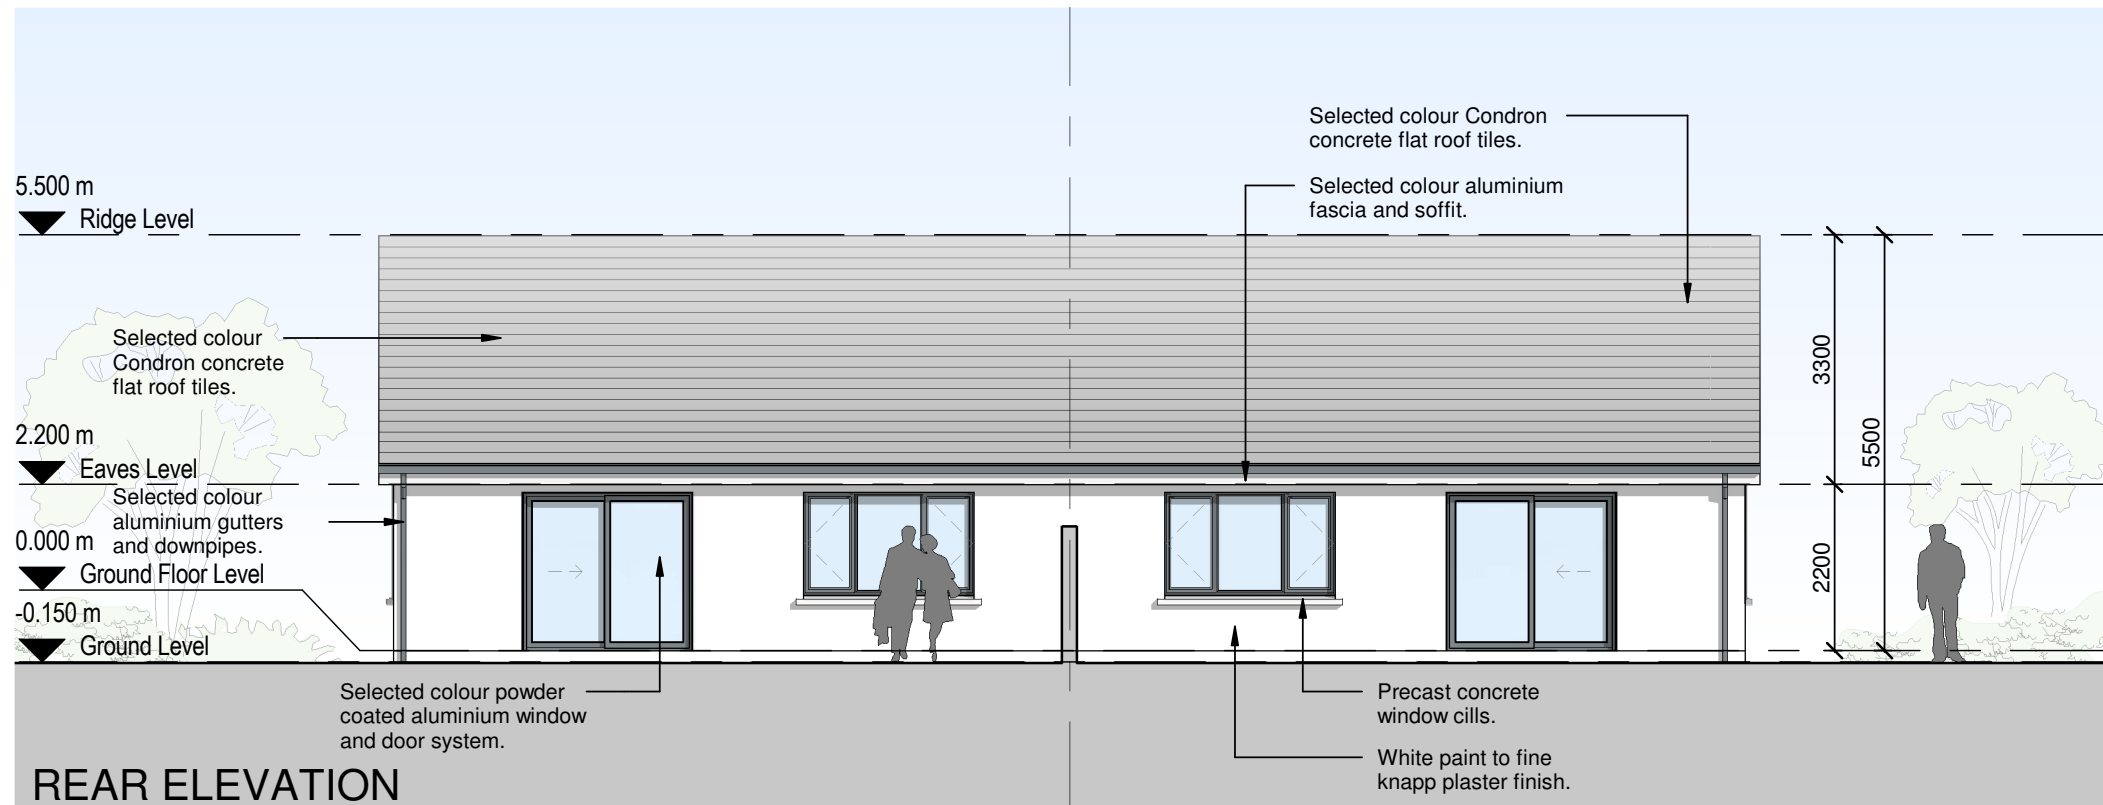 Selected colour Condron
concrete flat roof tiles.
Selected colour aluminium
fascia and soffit.
5.500 m
Ridge Level
Selected colour
Condron concrete
flat roof tiles.
3300
5500
2.200 m
Eaves Level
Selected colour
aluminium gutters
and downpipes.
0.000 m
Ground Floor Level
2200
-0.150 m
Ground Level
Selected colour powder
coated aluminium window
and door system.
Precast concrete
window cills.
White paint to fine
knapp plaster finish.
REAR ELEVATION